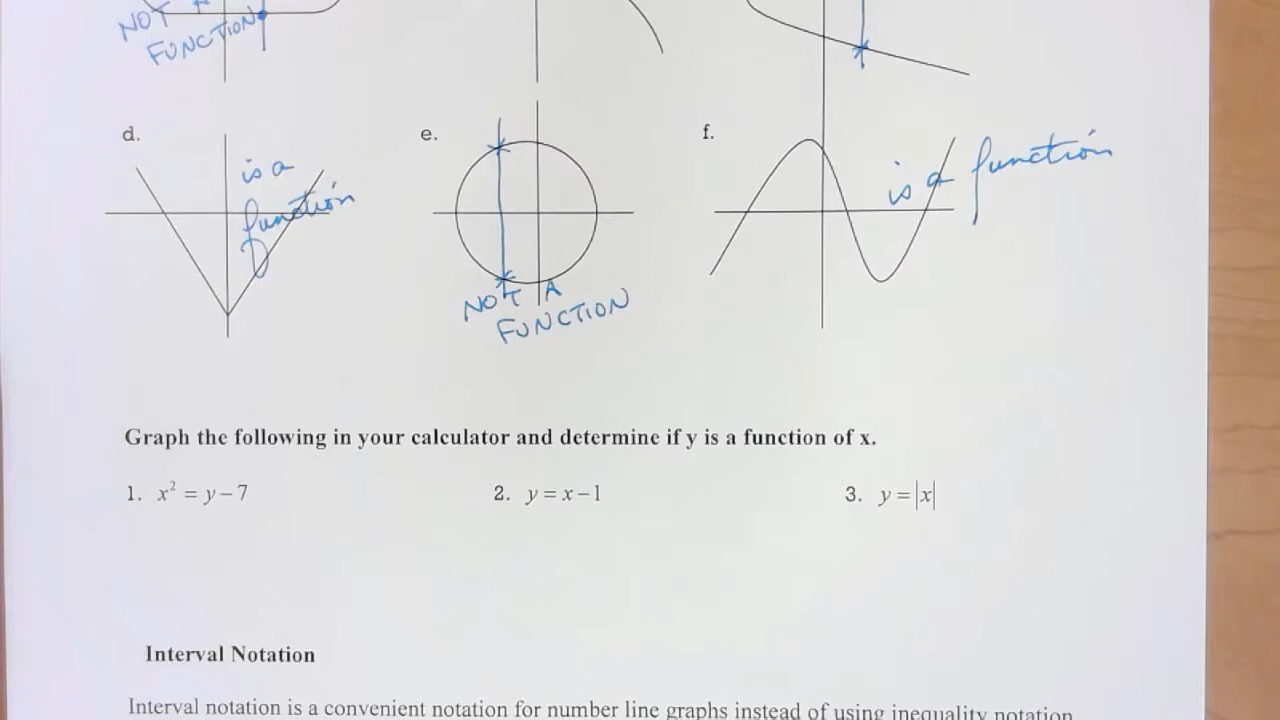 NOT A
FUNCTION
d.
is a
function
e.
NOT A
FUNCTION
f.
is a function
Graph the following in your calculator and determine if y is a function of x.
1. x² = y – 7
2. y = x – 1
3. y = |x|
Interval Notation
Interval notation is a convenient notation for number line graphs instead of using inequality notation